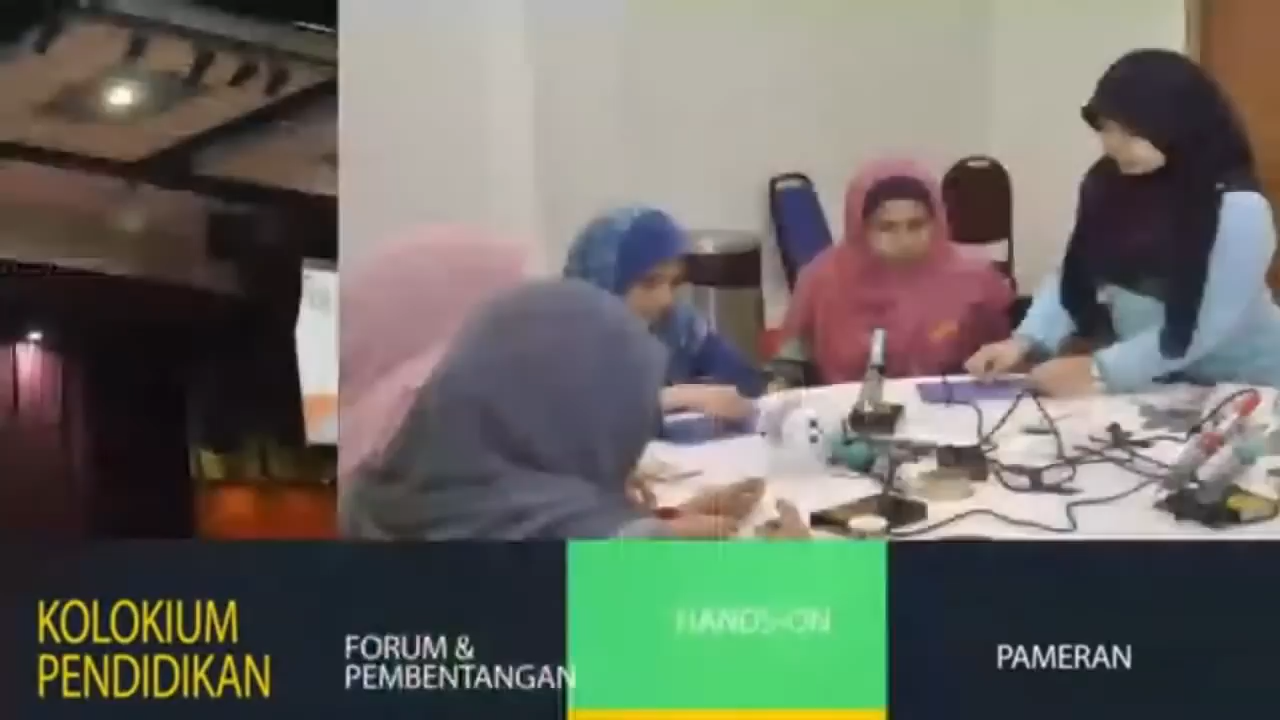 KOLOKIUM
PENDIDIKAN
FORUM &
PEMBENTANGAN
HANDS-ON
PAMERAN